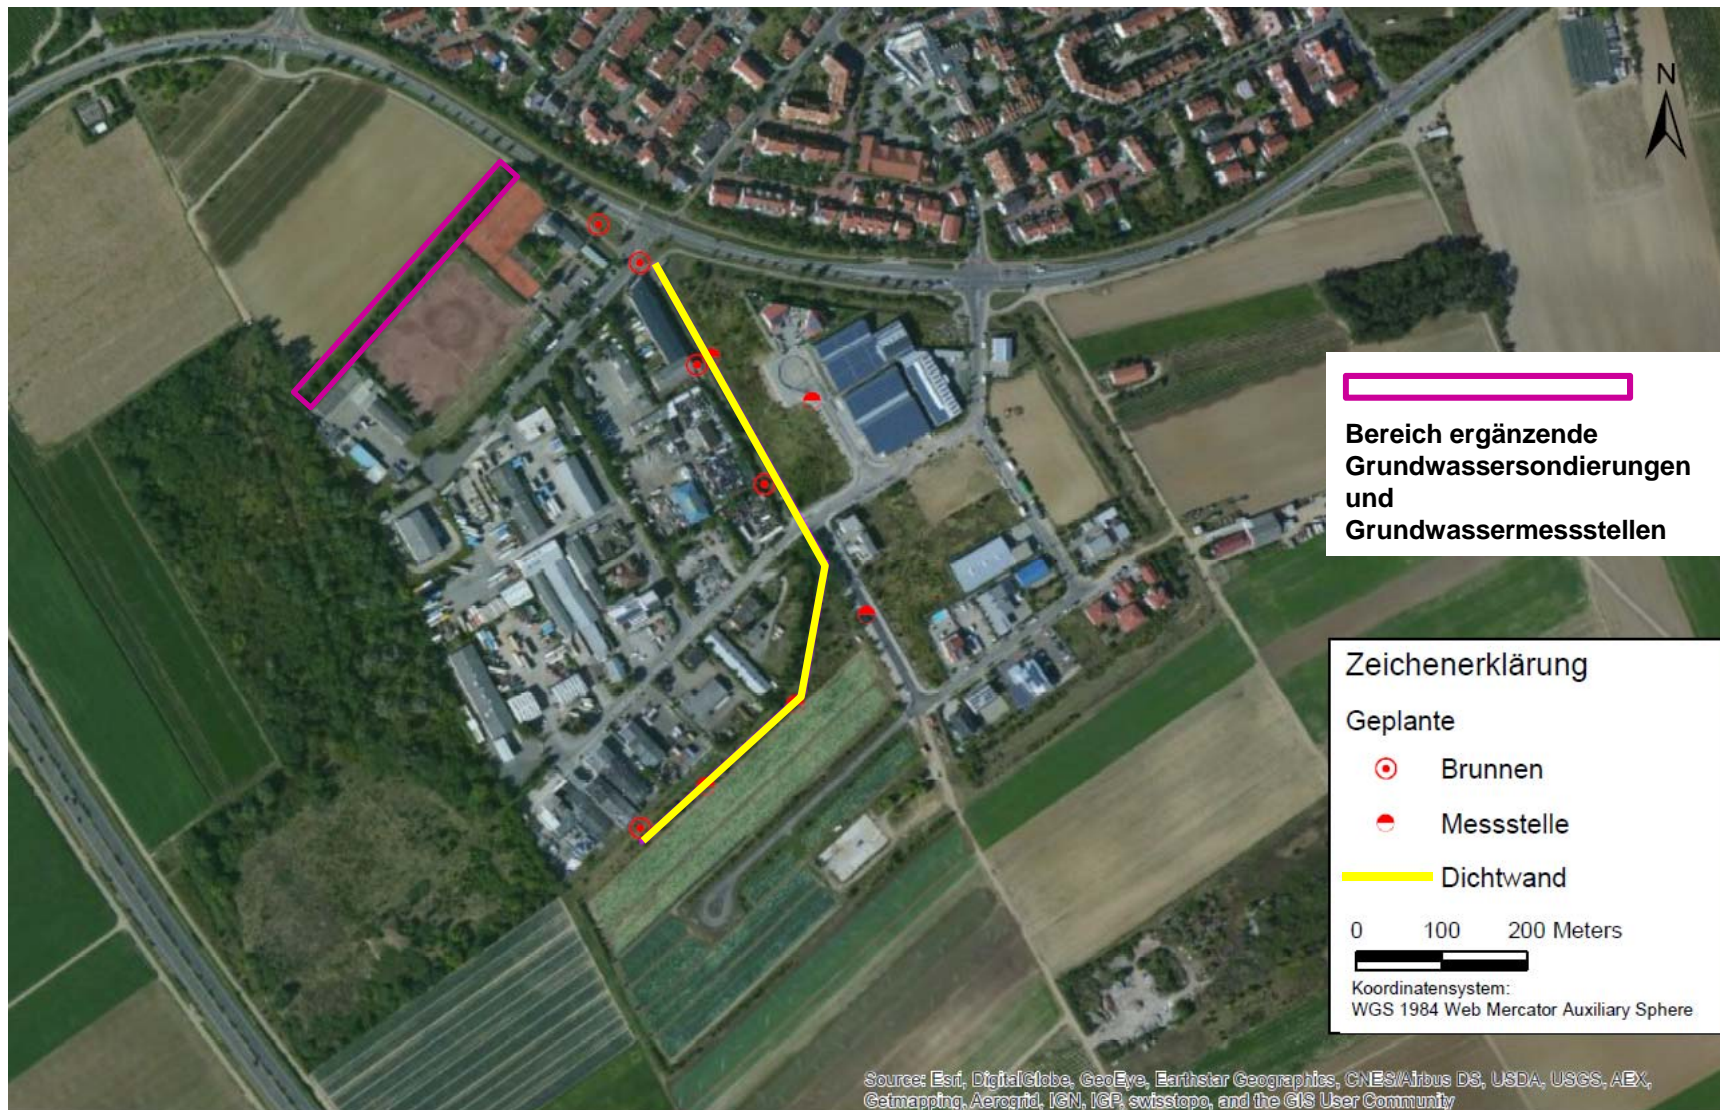 N
Bereich ergänzende
Grundwassersondierungen
und
Grundwassermessstellen
Zeichenerklärung
Geplante
Brunnen
Messstelle
Dichtwand
0 100 200 Meters
Koordinatensystem:
WGS 1984 Web Mercator Auxiliary Sphere
Source: Esri, DigitalGlobe, GeoEye, Earthstar Geographics, CNES/Airbus DS, USDA, USGS, AEX,
Getmapping, Aerogrid, IGN, IGP, swisstopo, and the GIS User Community